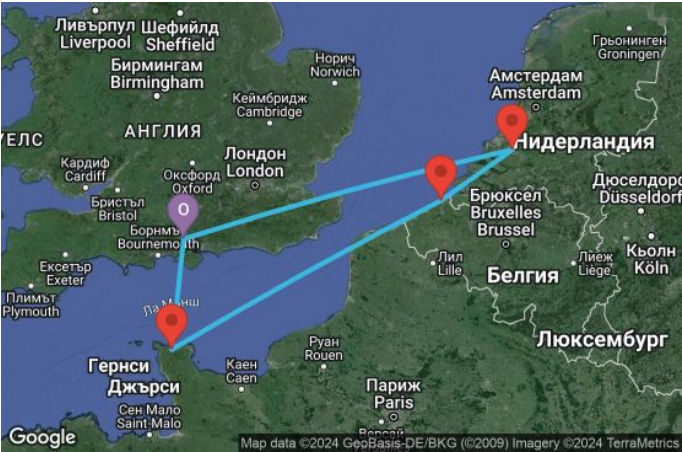 Ливърпул
Liverpool
Шефийлд
Sheffield
Бирмингам
Birmingham
Норич
Norwich
Грьонинген
Groningen
Амстердам
Amsterdam
Кеймбридж
Cambridge
УЕЛС
АНГЛИЯ
Нидерландия
Кардиф
Cardiff
Оксфорд
Oxford
Лондон
London
Бристъл
Bristol
О
Борнмъ
Bournemouth
Брюксел
Bruxelles
Brussel
Дюселдорф
Düsseldorf
Лил
Lille
Лиеж
Liège
Кьолн
Köln
Ексетър
Exeter
Белгия
Плимът
Plymouth
Ла Манш
Люксембург
Гернси
Джърси
Каен
Caen
Руан
Rouen
Париж
Paris
Сен Мало
Saint-Malo
Версай
Google
Map data ©2024 GeoBasis-DE/BKG (©2009) Imagery ©2024 TerraMetrics